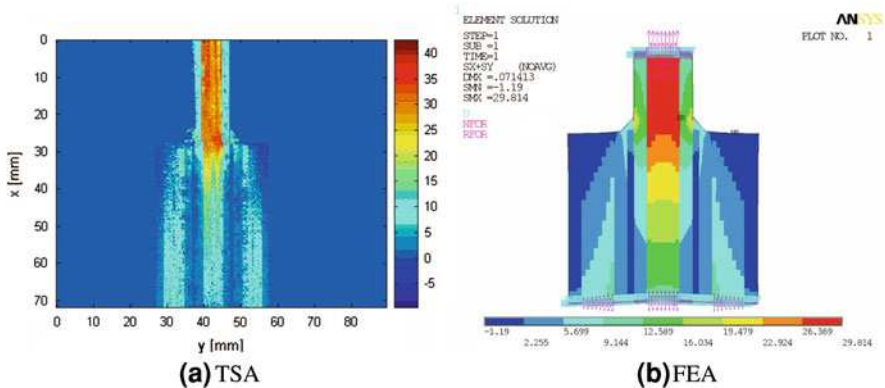 0
10
20
30
40
50
60
70
x [mm]
0 10 20 30 40 50 60 70 80
y [mm]
40
35
30
25
20
15
10
5
0
-5
(a) TSA
1
ELEMENT SOLUTION
STEP=1
SUB =1
TIME=1
SX+SY (NOAVG)
DMX =.071413
SMN =-1.19
SMX =29.814
NFOR
RFOR
ANSYS
PLOT NO. 1
MX
-1.19 5.699 12.589 19.479 26.369
2.255 9.144 16.034 22.924 29.814
(b) FEA